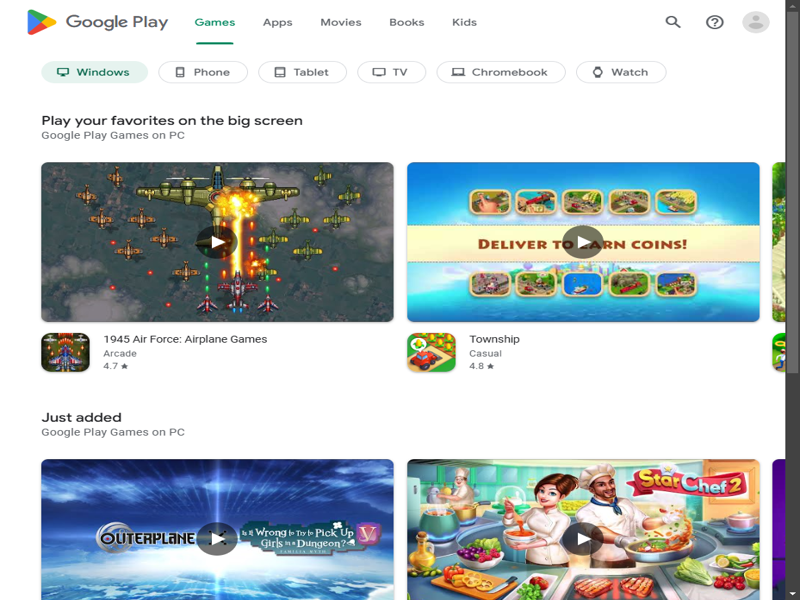 Google Play
Games
Apps
Movies
Books
Kids
Windows
Phone
Tablet
TV
Chromebook
Watch
Play your favorites on the big screen
Google Play Games on PC
DELIVER TO EARN COINS!
1945 Air Force: Airplane Games
Arcade
4.7 ★
Township
Casual
4.8 ★
Just added
Google Play Games on PC
OUTERPLANE
Is It Wrong to Try to Pick Up
Girls in a Dungeon?
V
Star Chef 2